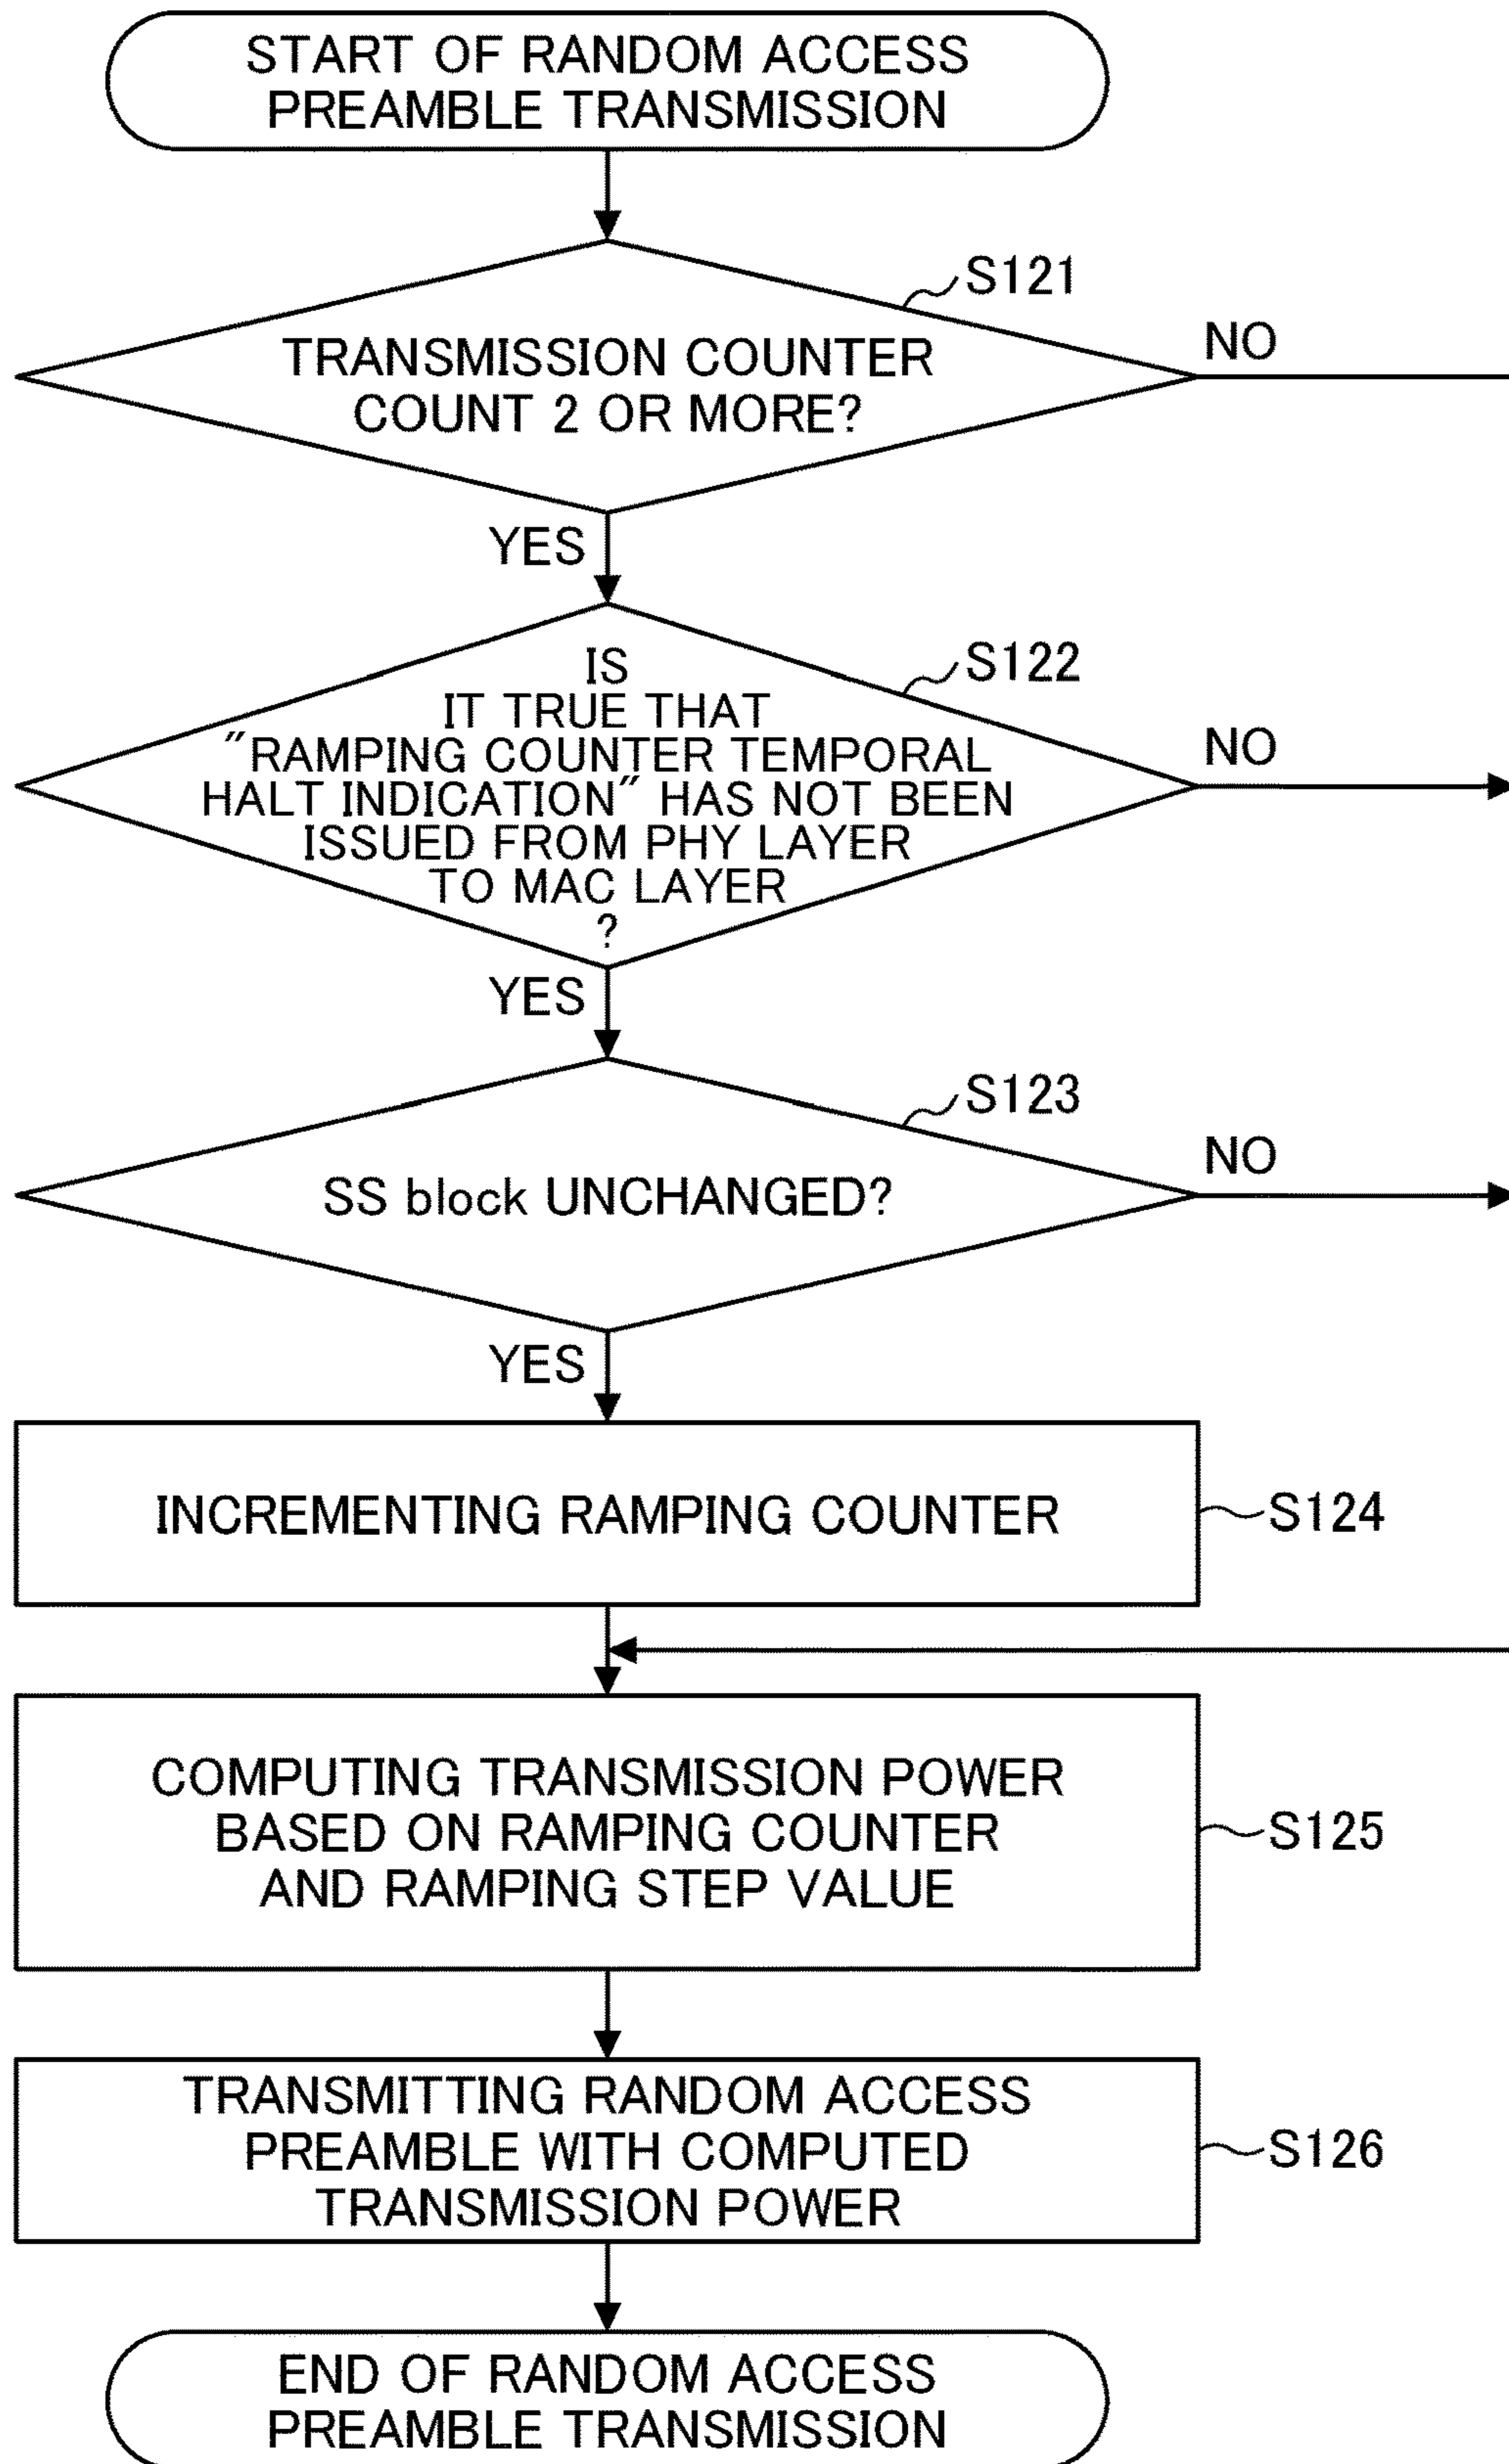 START OF RANDOM ACCESS
PREAMBLE TRANSMISSION
S121
TRANSMISSION COUNTER
COUNT 2 OR MORE?
NO
YES
S122
IS
IT TRUE THAT
"RAMPING COUNTER TEMPORAL
HALT INDICATION" HAS NOT BEEN
ISSUED FROM PHY LAYER
TO MAC LAYER
?
NO
YES
S123
SS block UNCHANGED?
NO
YES
INCREMENTING RAMPING COUNTER
S124
COMPUTING TRANSMISSION POWER
BASED ON RAMPING COUNTER
AND RAMPING STEP VALUE
S125
TRANSMITTING RANDOM ACCESS
PREAMBLE WITH COMPUTED
TRANSMISSION POWER
S126
END OF RANDOM ACCESS
PREAMBLE TRANSMISSION